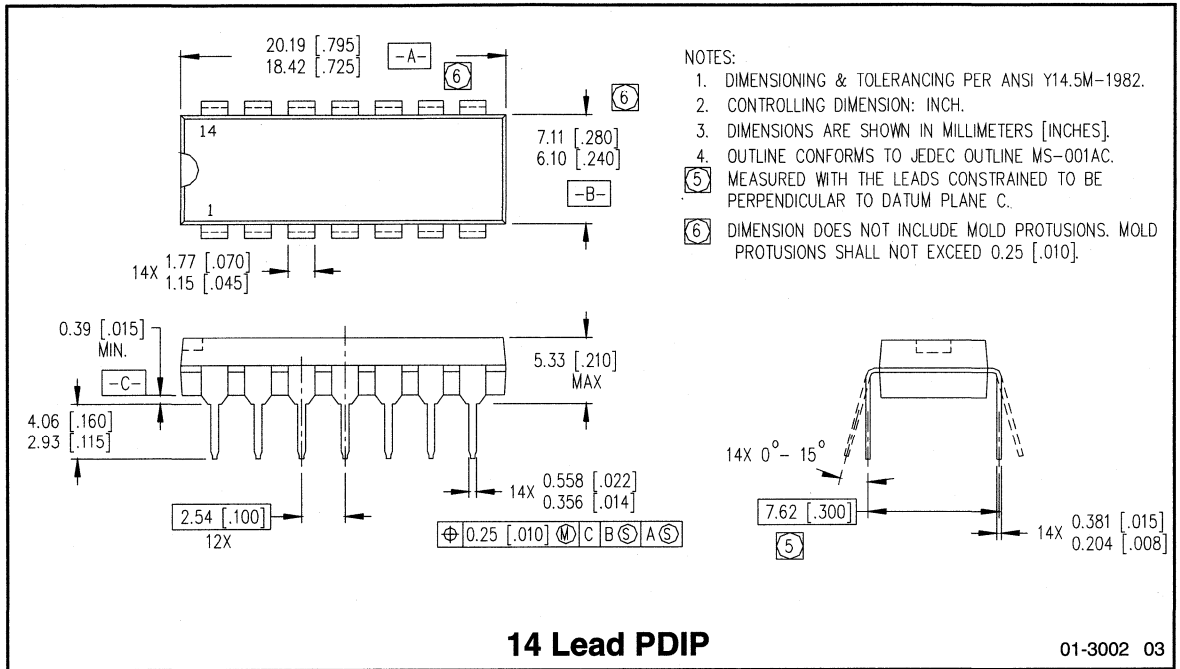 20.19 [.795]
18.42 [.725]
-A-
6
6
14
1
7.11 [.280]
6.10 [.240]
-B-
14X 1.77 [.070]
1.15 [.045]
NOTES:
1. DIMENSIONING & TOLERANCING PER ANSI Y14.5M-1982.
2. CONTROLLING DIMENSION: INCH.
3. DIMENSIONS ARE SHOWN IN MILLIMETERS [INCHES].
4. OUTLINE CONFORMS TO JEDEC OUTLINE MS-001AC.
5 MEASURED WITH THE LEADS CONSTRAINED TO BE
PERPENDICULAR TO DATUM PLANE C.
6 DIMENSION DOES NOT INCLUDE MOLD PROTUSIONS. MOLD
PROTUSIONS SHALL NOT EXCEED 0.25 [.010].
0.39 [.015]
MIN.
-C-
4.06 [.160]
2.93 [.115]
5.33 [.210]
MAX
14X 0.558 [.022]
0.356 [.014]
2.54 [.100]
12X
⌖ 0.25 [.010] Ⓜ C B Ⓢ A Ⓢ
14X 0° - 15°
7.62 [.300]
5
14X 0.381 [.015]
0.204 [.008]
14 Lead PDIP
01-3002 03